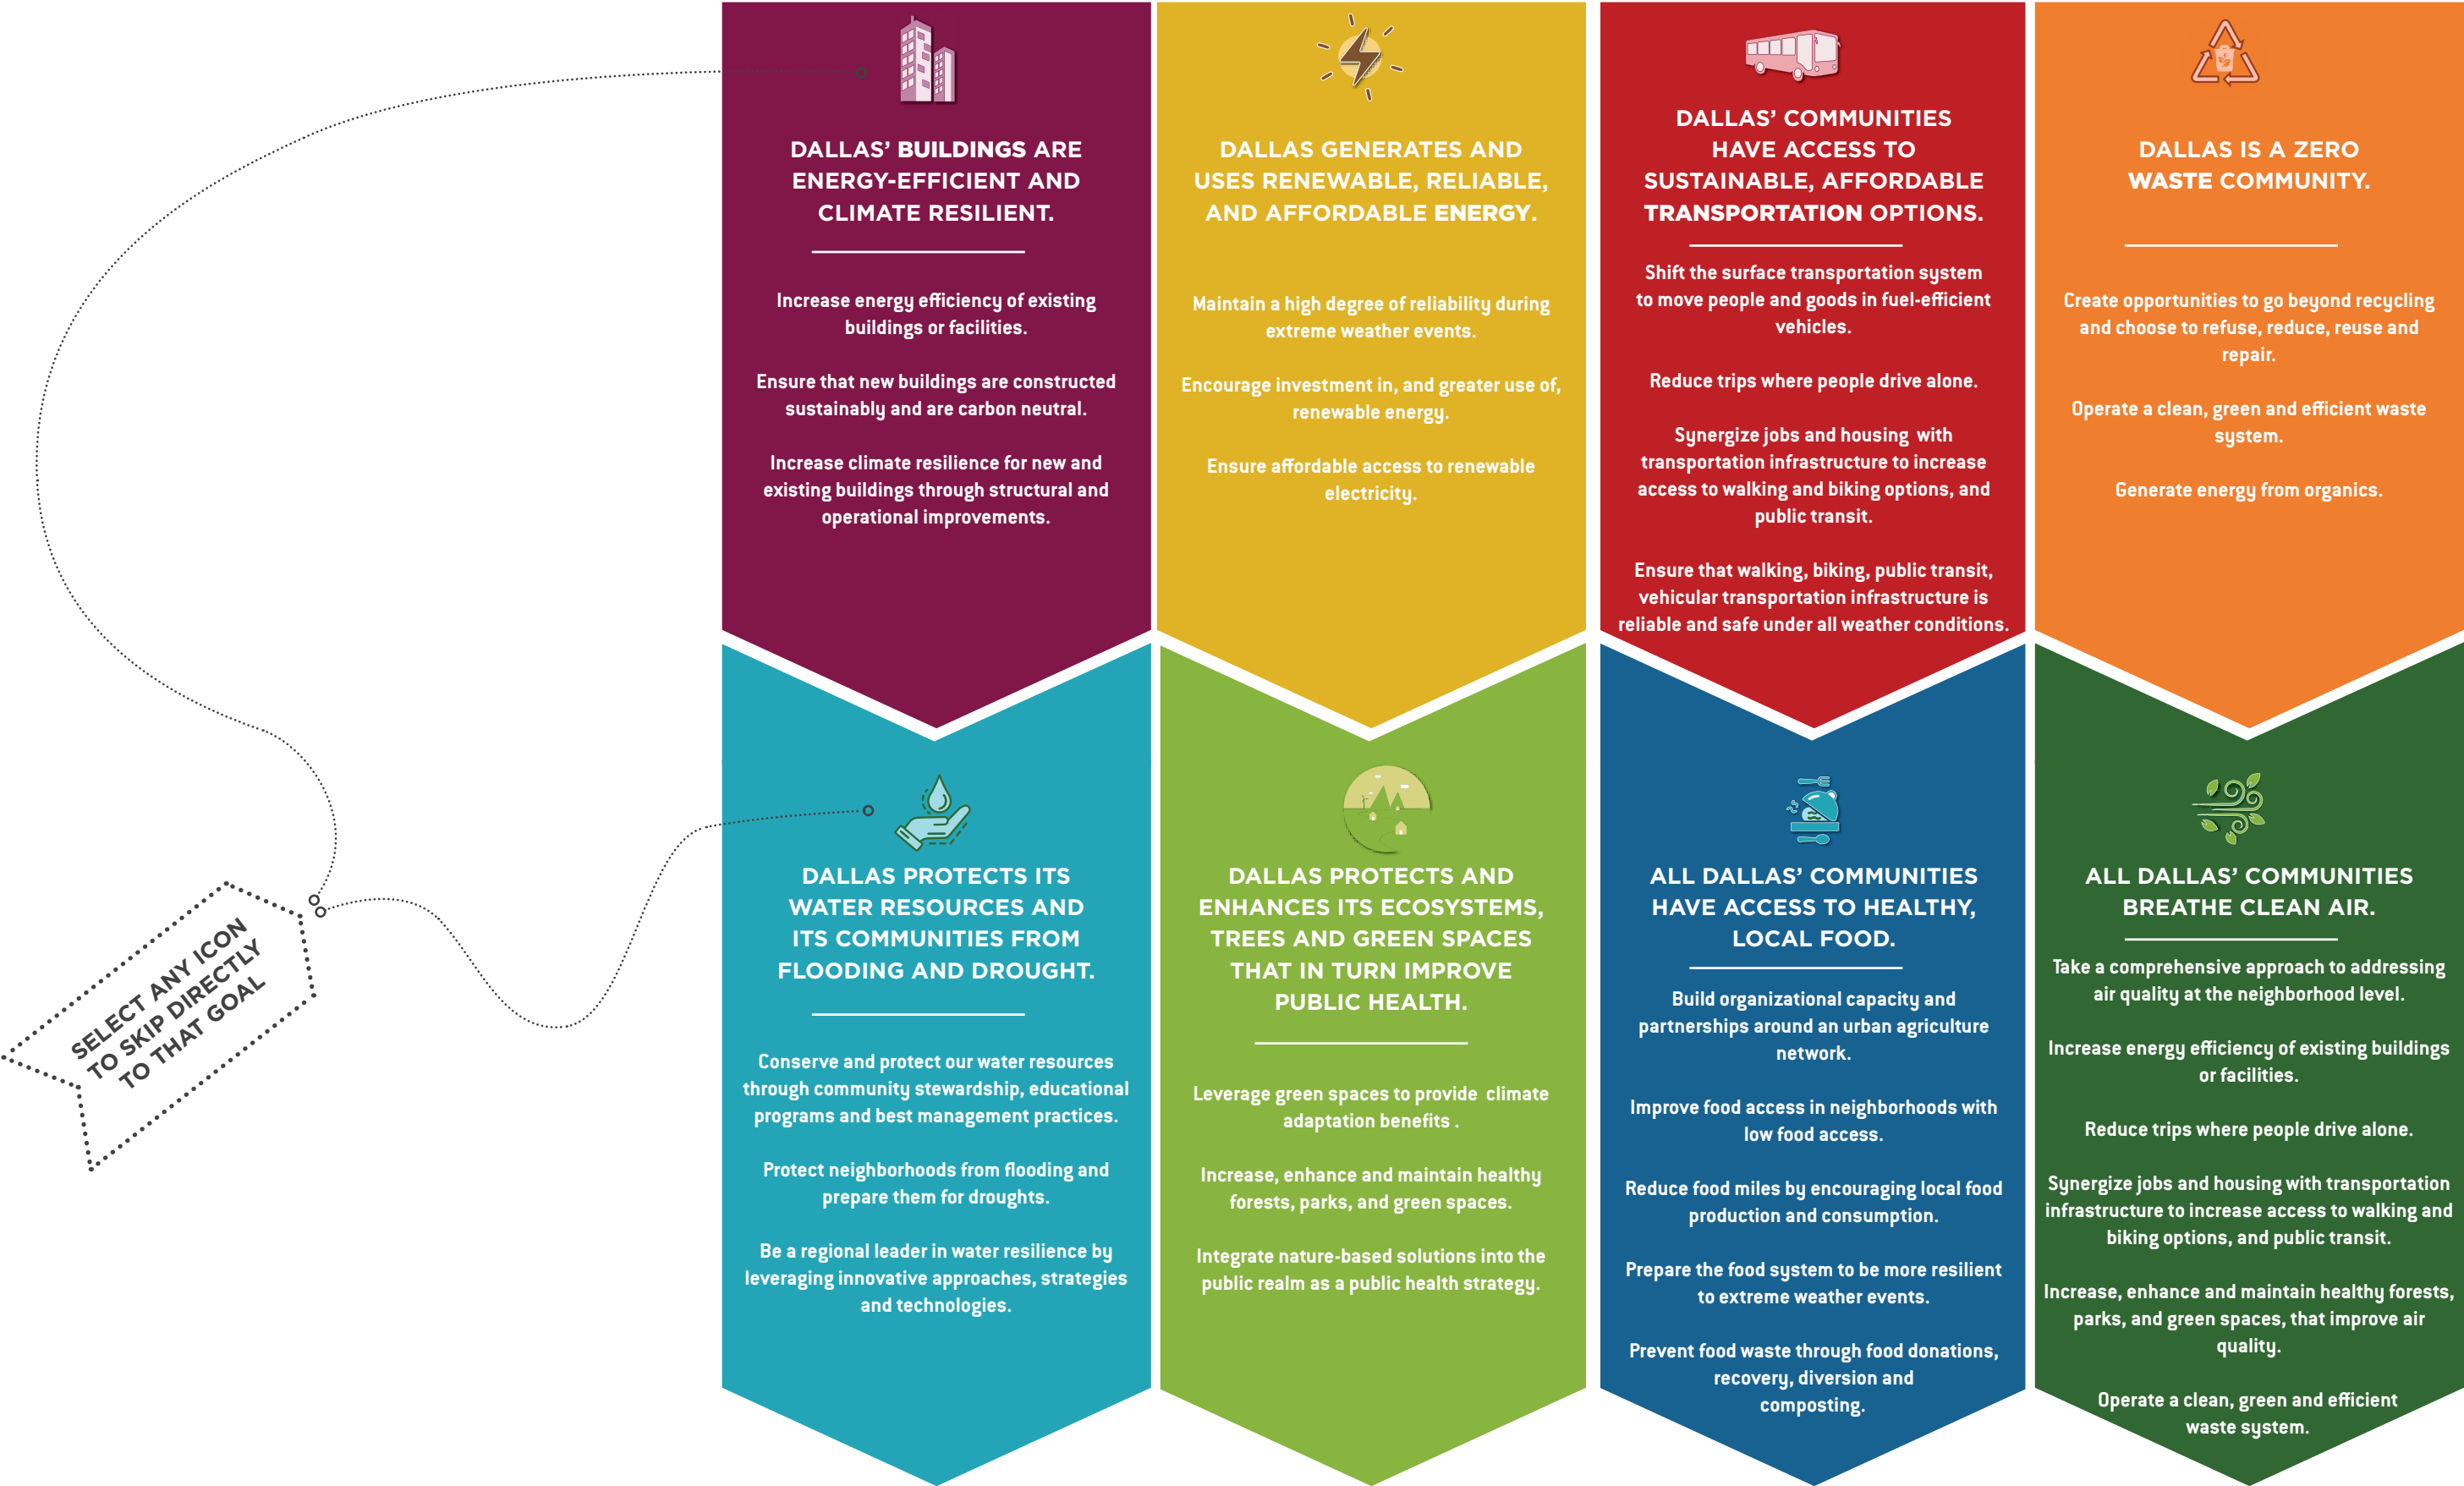 DALLAS' BUILDINGS ARE
ENERGY-EFFICIENT AND
CLIMATE RESILIENT.
Increase energy efficiency of existing
buildings or facilities.
Ensure that new buildings are constructed
sustainably and are carbon neutral.
Increase climate resilience for new and
existing buildings through structural and
operational improvements.
DALLAS GENERATES AND
USES RENEWABLE, RELIABLE,
AND AFFORDABLE ENERGY.
Maintain a high degree of reliability during
extreme weather events.
Encourage investment in, and greater use of,
renewable energy.
Ensure affordable access to renewable
electricity.
DALLAS' COMMUNITIES
HAVE ACCESS TO
SUSTAINABLE, AFFORDABLE
TRANSPORTATION OPTIONS.
Shift the surface transportation system
to move people and goods in fuel-efficient
vehicles.
Reduce trips where people drive alone.
Synergize jobs and housing with
transportation infrastructure to increase
access to walking and biking options, and
public transit.
Ensure that walking, biking, public transit,
vehicular transportation infrastructure is
reliable and safe under all weather conditions.
DALLAS IS A ZERO
WASTE COMMUNITY.
Create opportunities to go beyond recycling
and choose to refuse, reduce, reuse and
repair.
Operate a clean, green and efficient waste
system.
Generate energy from organics.
SELECT ANY ICON
TO SKIP DIRECTLY
TO THAT GOAL
DALLAS PROTECTS ITS
WATER RESOURCES AND
ITS COMMUNITIES FROM
FLOODING AND DROUGHT.
Conserve and protect our water resources
through community stewardship, educational
programs and best management practices.
Protect neighborhoods from flooding and
prepare them for droughts.
Be a regional leader in water resilience by
leveraging innovative approaches, strategies
and technologies.
DALLAS PROTECTS AND
ENHANCES ITS ECOSYSTEMS,
TREES AND GREEN SPACES
THAT IN TURN IMPROVE
PUBLIC HEALTH.
Leverage green spaces to provide climate
adaptation benefits .
Increase, enhance and maintain healthy
forests, parks, and green spaces.
Integrate nature-based solutions into the
public realm as a public health strategy.
ALL DALLAS' COMMUNITIES
HAVE ACCESS TO HEALTHY,
LOCAL FOOD.
Build organizational capacity and
partnerships around an urban agriculture
network.
Improve food access in neighborhoods with
low food access.
Reduce food miles by encouraging local food
production and consumption.
Prepare the food system to be more resilient
to extreme weather events.
Prevent food waste through food donations,
recovery, diversion and
composting.
ALL DALLAS' COMMUNITIES
BREATHE CLEAN AIR.
Take a comprehensive approach to addressing
air quality at the neighborhood level.
Increase energy efficiency of existing buildings
or facilities.
Reduce trips where people drive alone.
Synergize jobs and housing with transportation
infrastructure to increase access to walking and
biking options, and public transit.
Increase, enhance and maintain healthy forests,
parks, and green spaces, that improve air
quality.
Operate a clean, green and efficient
waste system.